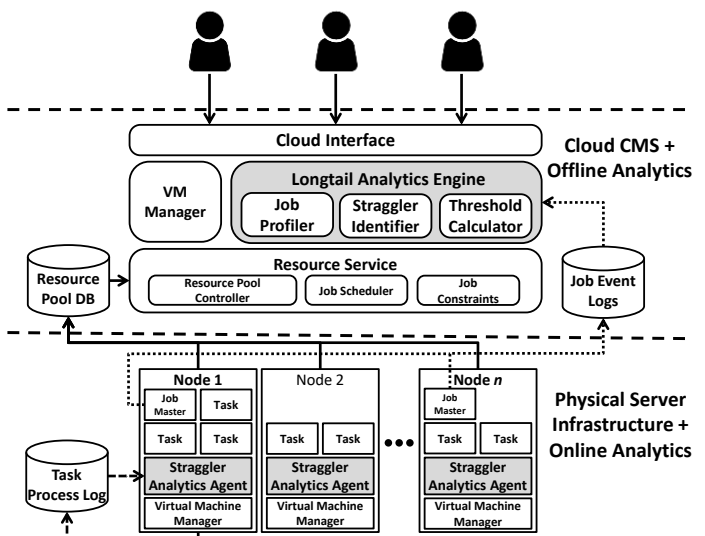 Cloud Interface
Cloud CMS +
Offline Analytics
VM
Manager
Longtail Analytics Engine
Job
Profiler
Straggler
Identifier
Threshold
Calculator
Resource
Pool DB
Resource Service
Resource Pool
Controller
Job Scheduler
Job
Constraints
Job Event
Logs
Node 1
Job
Master
Task
Task
Task
Straggler
Analytics Agent
Virtual Machine
Manager
Node 2
Task
Task
Straggler
Analytics Agent
Virtual Machine
Manager
Node n
Job
Master
Task
Task
Straggler
Analytics Agent
Virtual Machine
Manager
Physical Server
Infrastructure +
Online Analytics
Task
Process Log